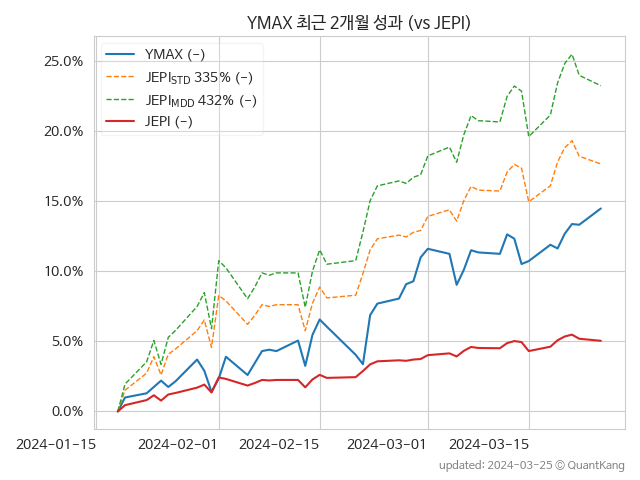 YMAX 최근 2개월 성과 (vs JEPI)
YMAX (-)
JEPISTD 335% (-)
JEPIMDD 432% (-)
JEPI (-)
25.0%
20.0%
15.0%
10.0%
5.0%
0.0%
2024-01-15 2024-02-01 2024-02-15 2024-03-01 2024-03-15
updated: 2024-03-25 © QuantKang